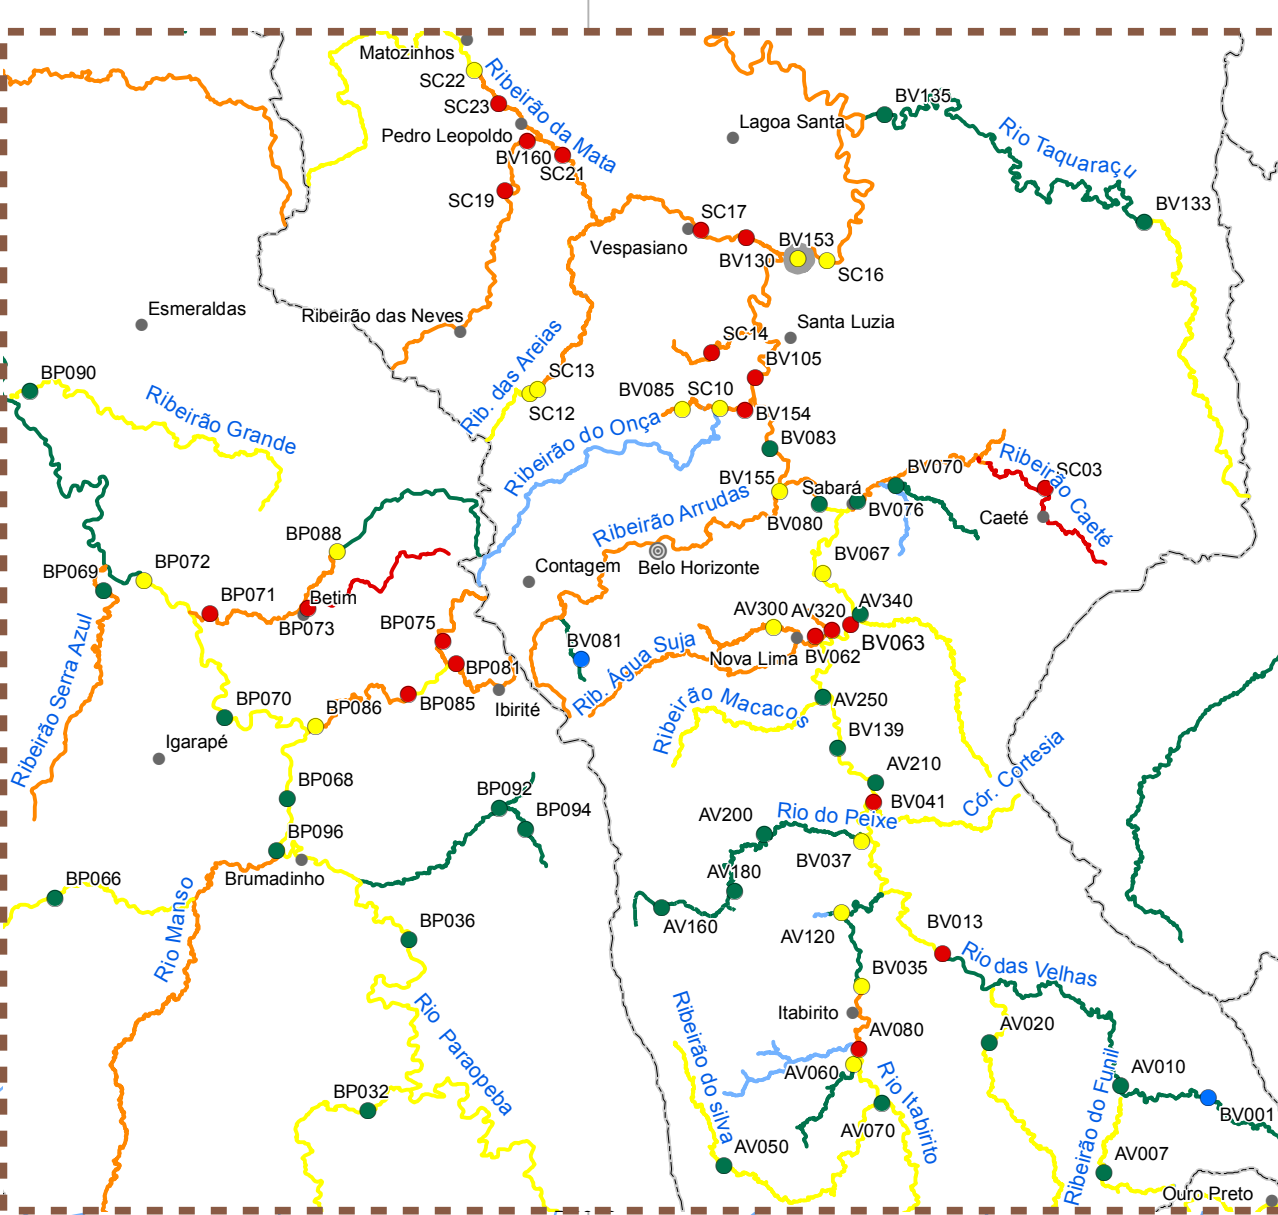 Matozinhos
SC22
Ribeirão da Mata
SC23
Pedro Leopoldo
BV160
SC21
SC19
Lagoa Santa
BV135
Rio Taquaraçu
BV133
SC17
Vespasiano
BV153
BV130
SC16
Esmeraldas
Ribeirão das Neves
Santa Luzia
SC14
BV105
SC13
SC12
Rib. das Areias
BP090
Ribeirão Grande
BV085
SC10
BV154
Ribeirão do Onça
BV083
BV155
Sabará
BV070
Ribeirão Caeté
SC03
Ribeirão Arrudas
BV080
BV076
Caeté
BP088
BP072
BP069
BP071
Betim
BP073
Contagem
Belo Horizonte
BV067
BP075
BV081
AV300
AV320
AV340
BV063
BV062
Nova Lima
Rib. Água Suja
BP081
BP085
Ibirité
Ribeirão Serra Azul
BP070
BP086
Igarapé
Ribeirão Macacos
AV250
BV139
AV210
BV041
Cór. Cortesia
BP068
BP092
BP094
AV200
Rio do Peixe
BV037
BP096
Brumadinho
BP066
Rio Manso
AV180
AV160
AV120
BP036
BV013
Rio das Velhas
BV035
Itabirito
AV080
AV060
AV020
Rio Paraopeba
Ribeirão do silva
Rio Itabirito
BP032
AV070
AV010
BV001
Ribeirão do Funil
AV050
AV007
Ouro Preto